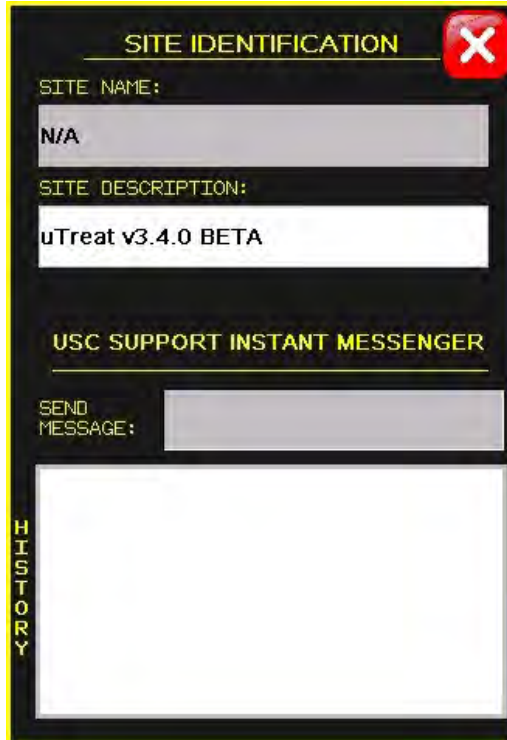 SITE IDENTIFICATION
SITE NAME:
N/A
SITE DESCRIPTION:
uTreat v3.4.0 BETA
USC SUPPORT INSTANT MESSENGER
SEND
MESSAGE:
HISTORY